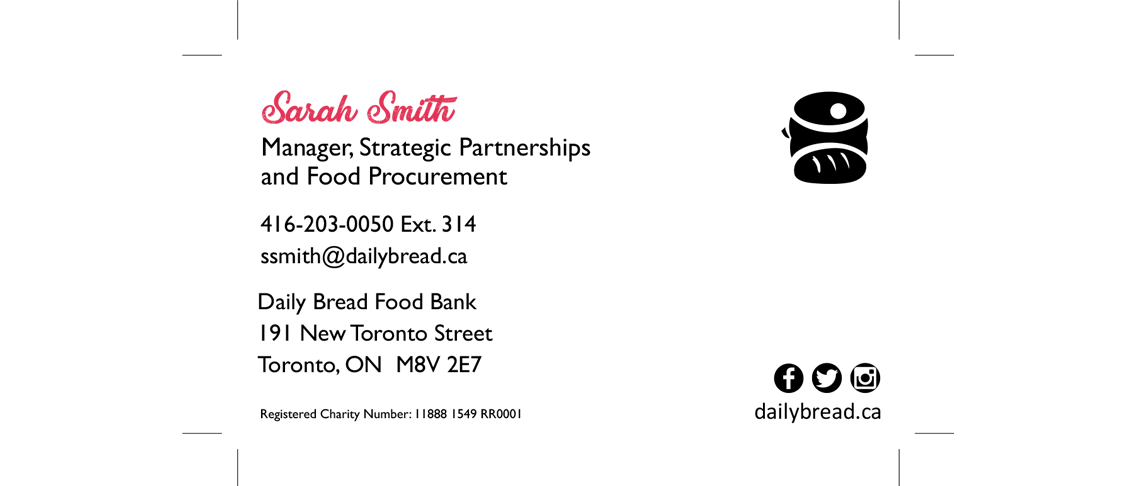 Sarah Smith
Manager, Strategic Partnerships
and Food Procurement
416-203-0050 Ext. 314
ssmith@dailybread.ca
Daily Bread Food Bank
191 New Toronto Street
Toronto, ON  M8V 2E7
Registered Charity Number: 11888 1549 RR0001
dailybread.ca